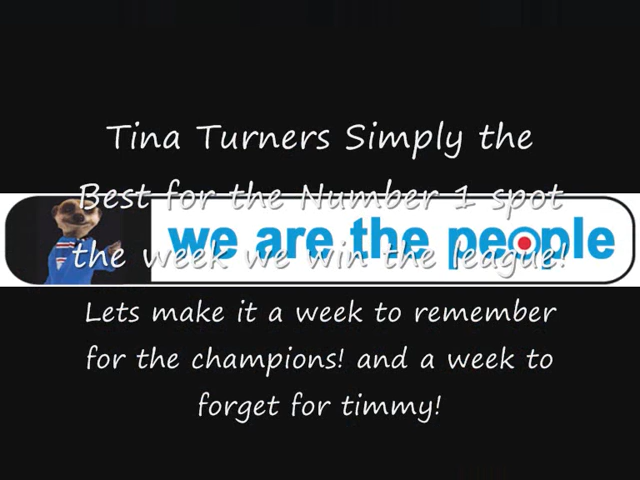 Tina Turners Simply the
Best for the Number 1 spot
we are the people
the week we win the league!
Lets make it a week to remember
for the champions! and a week to
forget for timmy!